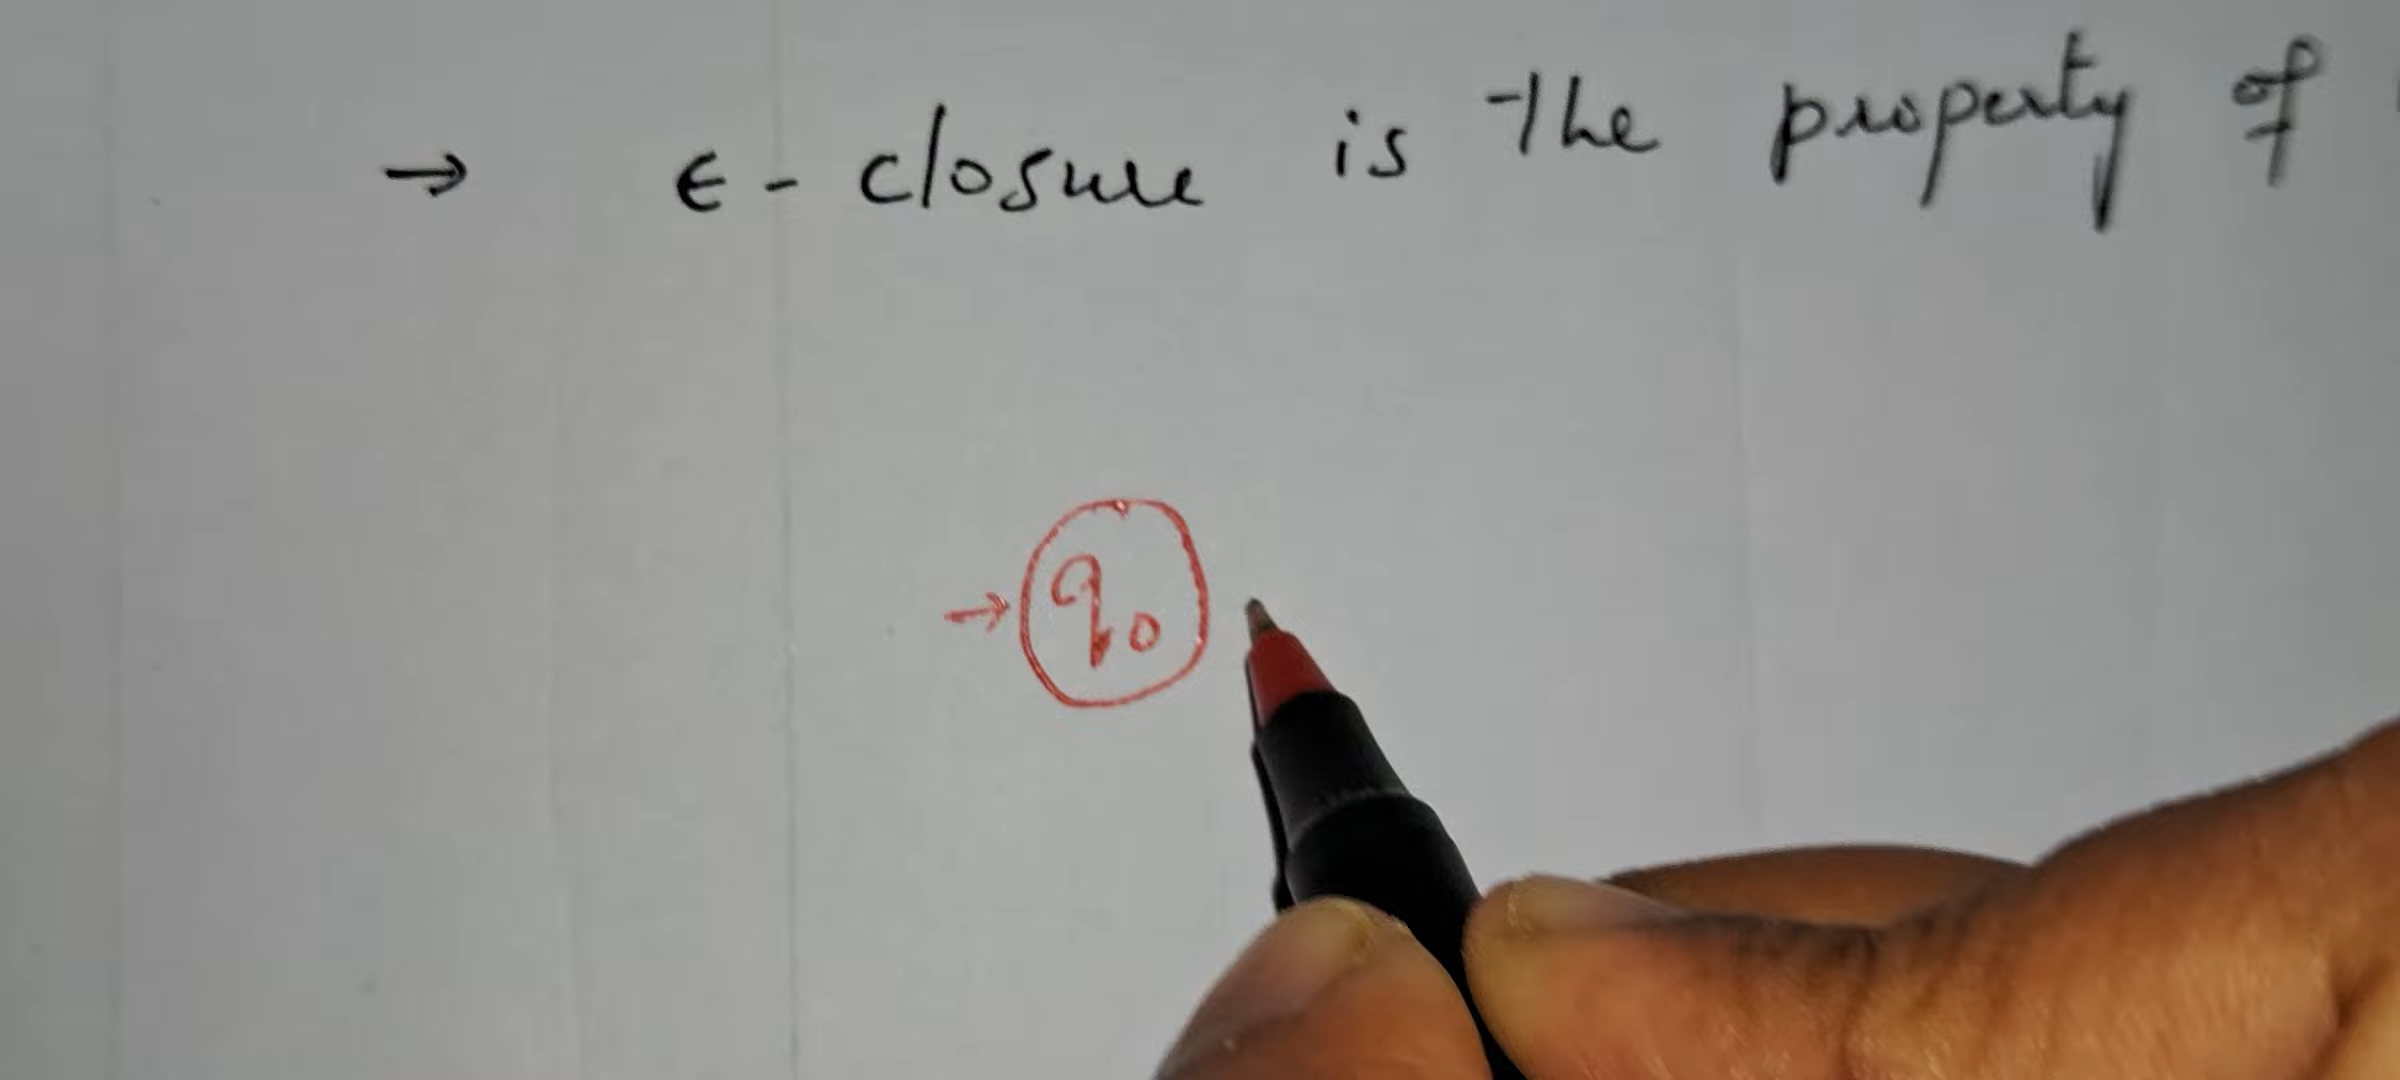 → ϵ - closure is the property of
→ q₀